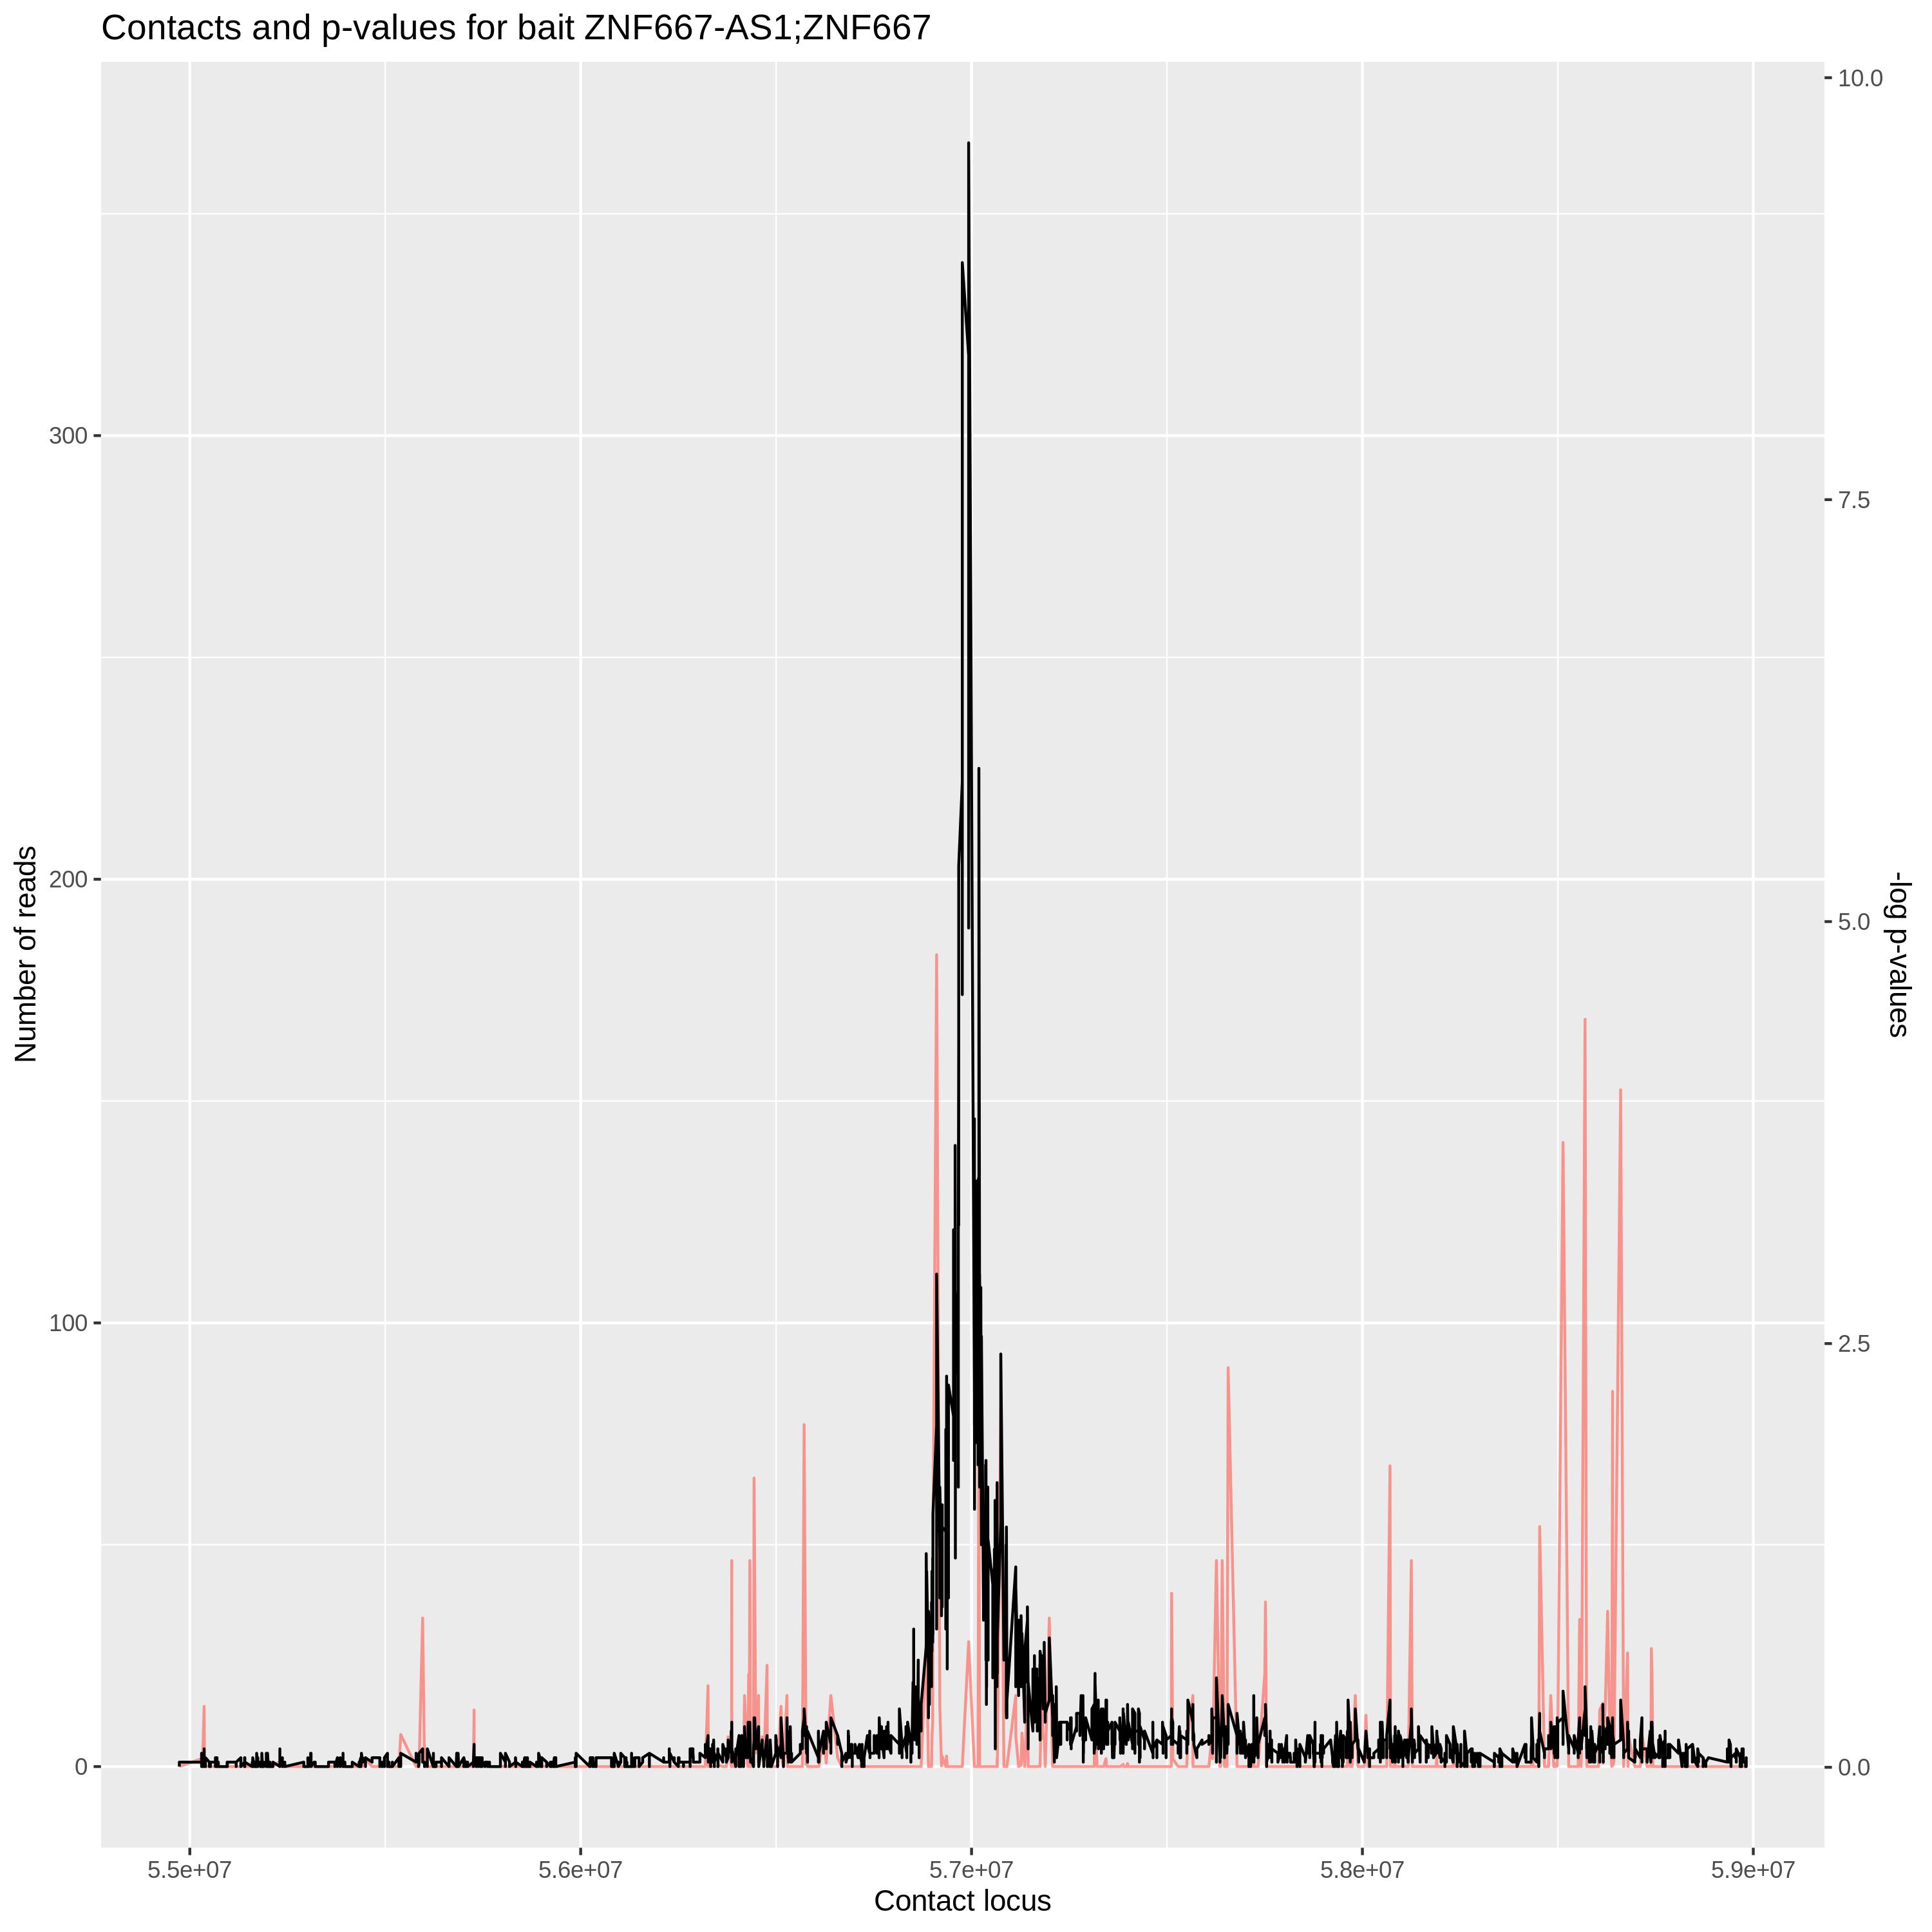 Contacts and p-values for bait ZNF667-AS1;ZNF667
10.0
7.5
5.0
2.5
0.0
-log p-values
300
200
100
0
Number of reads
5.5e+07 5.6e+07 5.7e+07 5.8e+07 5.9e+07
Contact locus